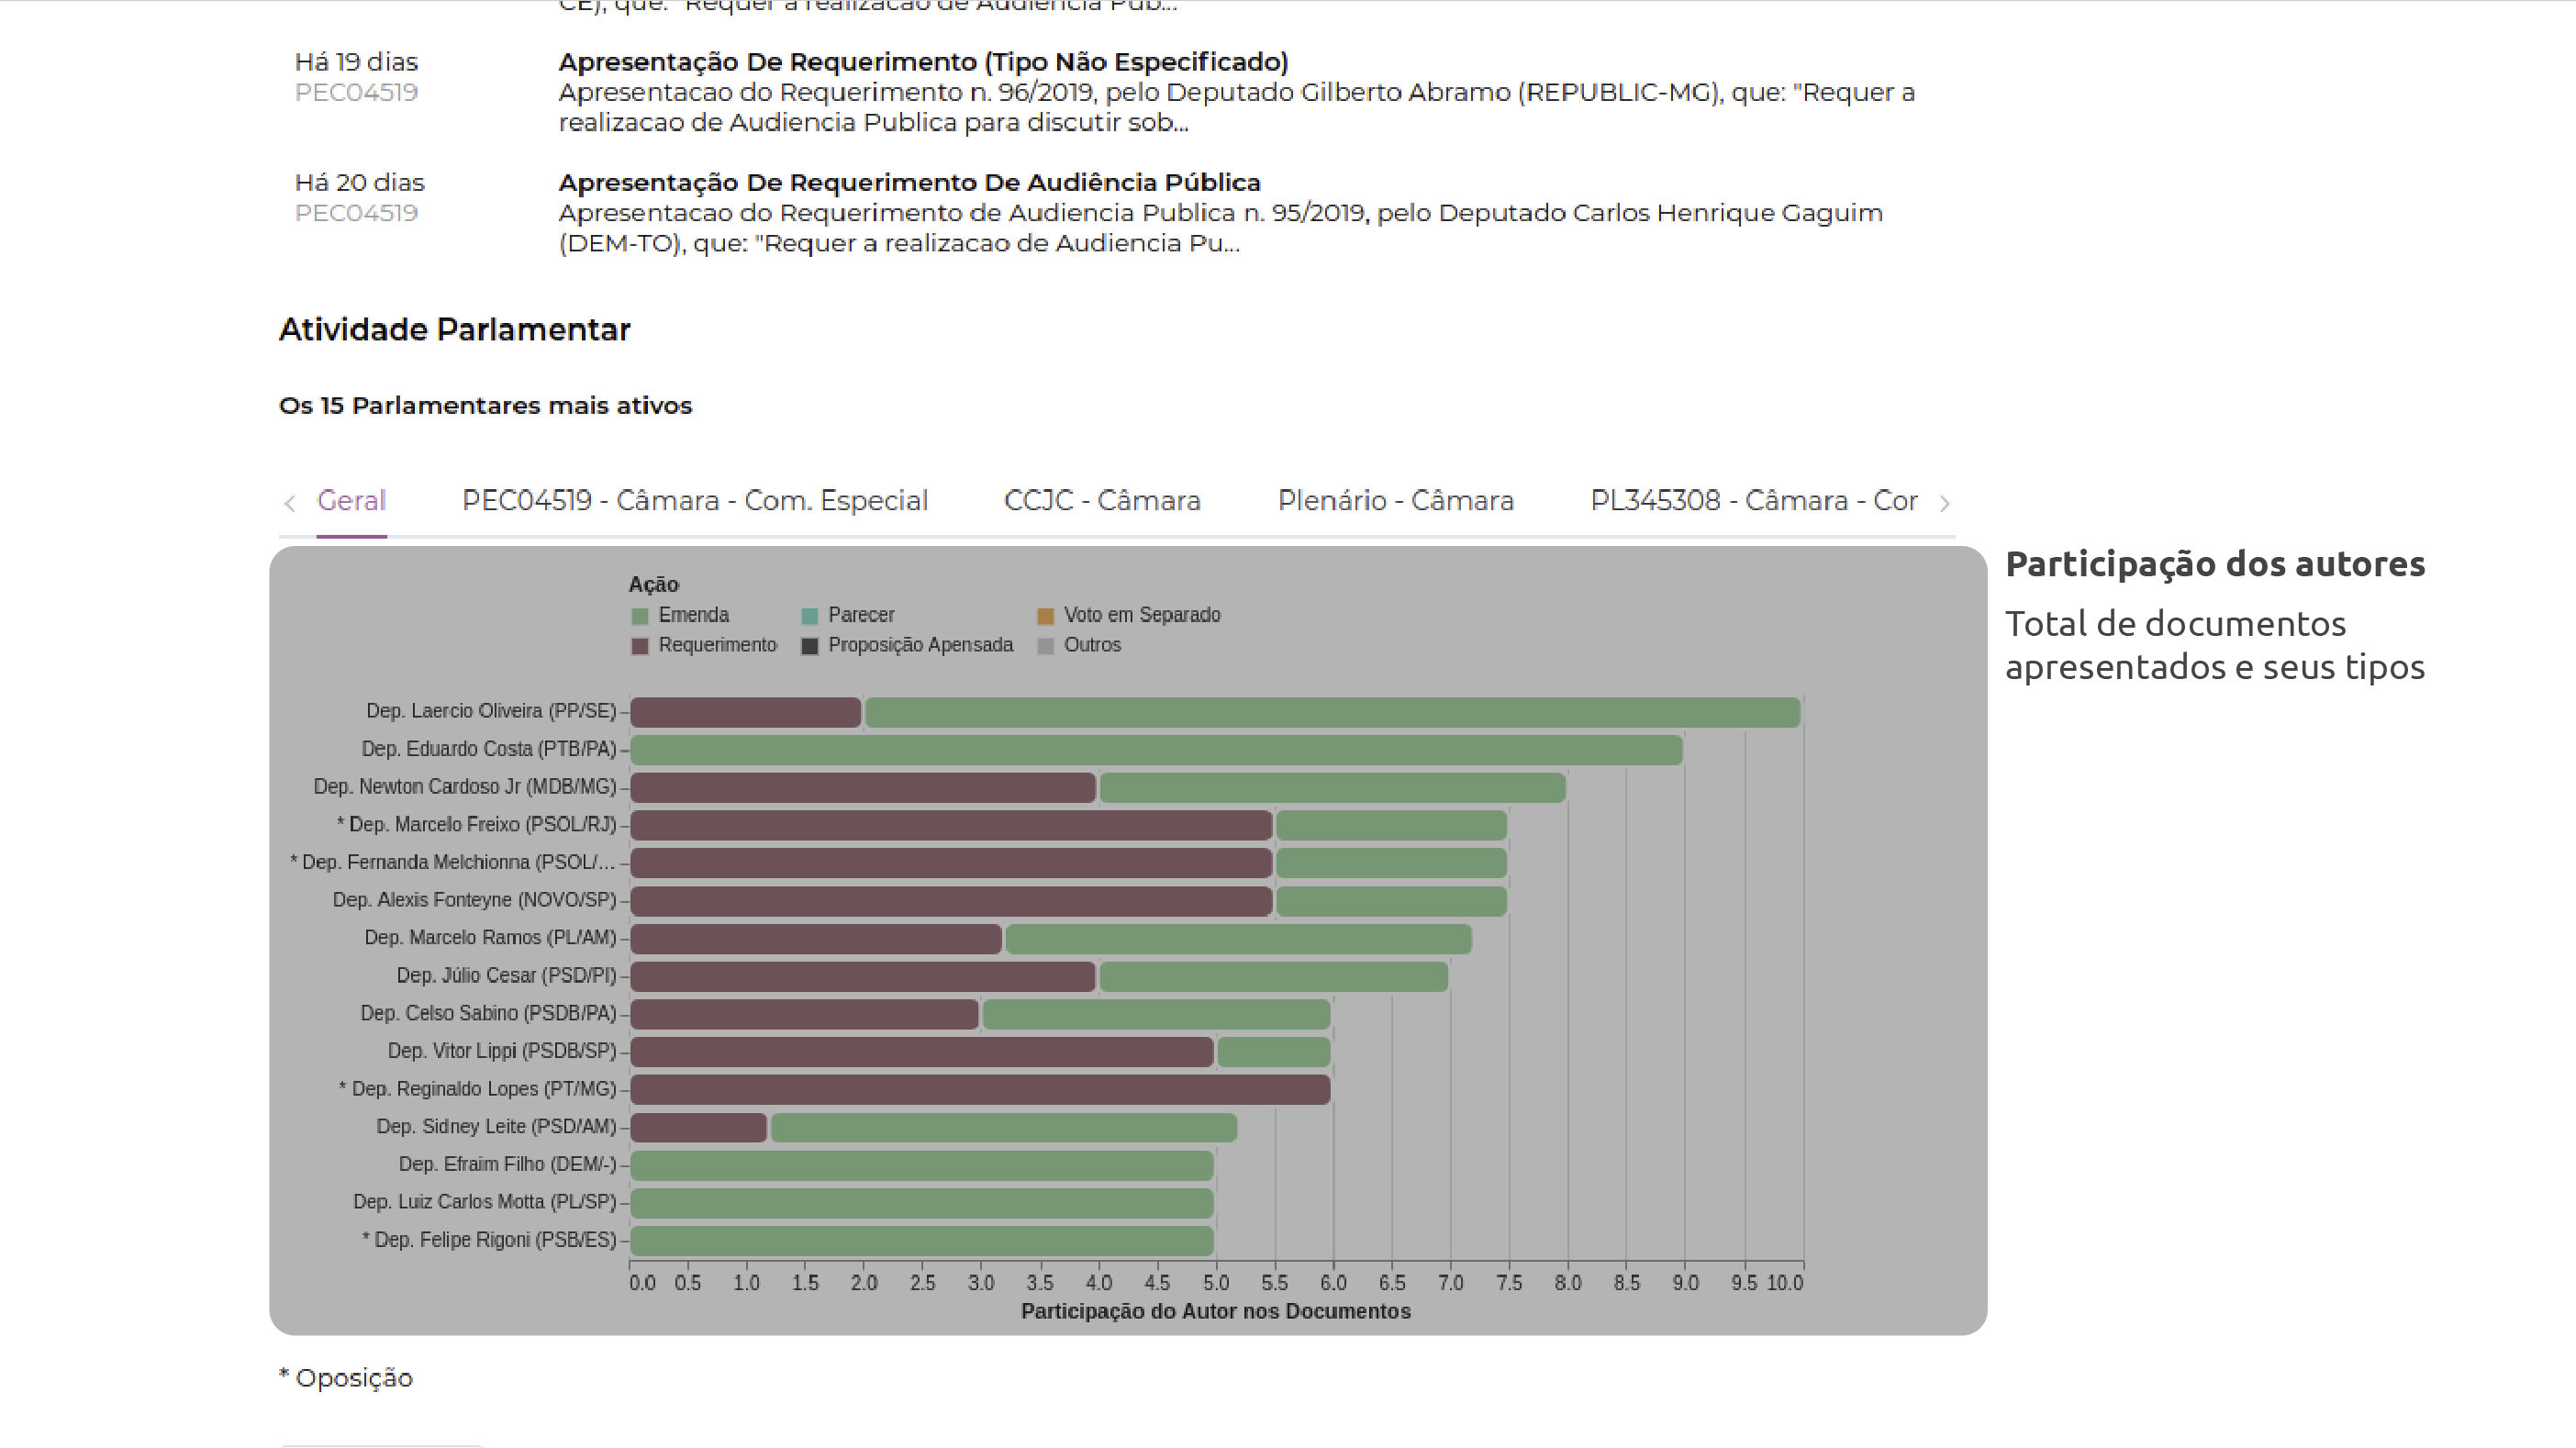 CE), que: "Requer a realizacao de Audiencia Pub...
Há 19 dias
PEC04519
Apresentação De Requerimento (Tipo Não Especificado)
Apresentacao do Requerimento n. 96/2019, pelo Deputado Gilberto Abramo (REPUBLIC-MG), que: "Requer a
realizacao de Audiencia Publica para discutir sob...
Há 20 dias
PEC04519
Apresentação De Requerimento De Audiência Pública
Apresentacao do Requerimento de Audiencia Publica n. 95/2019, pelo Deputado Carlos Henrique Gaguim
(DEM-TO), que: "Requer a realizacao de Audiencia Pu...
Atividade Parlamentar
Os 15 Parlamentares mais ativos
Geral PEC04519 - Câmara - Com. Especial CCJC - Câmara Plenário - Câmara PL345308 - Câmara - Cor
Participação dos autores
Total de documentos
apresentados e seus tipos
Ação
Emenda Parecer Voto em Separado
Requerimento Proposição Apensada Outros
Dep. Laercio Oliveira (PP/SE)
Dep. Eduardo Costa (PTB/PA)
Dep. Newton Cardoso Jr (MDB/MG)
* Dep. Marcelo Freixo (PSOL/RJ)
* Dep. Fernanda Melchionna (PSOL/...
Dep. Alexis Fonteyne (NOVO/SP)
Dep. Marcelo Ramos (PL/AM)
Dep. Júlio Cesar (PSD/PI)
Dep. Celso Sabino (PSDB/PA)
Dep. Vitor Lippi (PSDB/SP)
* Dep. Reginaldo Lopes (PT/MG)
Dep. Sidney Leite (PSD/AM)
Dep. Efraim Filho (DEM/-)
Dep. Luiz Carlos Motta (PL/SP)
* Dep. Felipe Rigoni (PSB/ES)
0.0 0.5 1.0 1.5 2.0 2.5 3.0 3.5 4.0 4.5 5.0 5.5 6.0 6.5 7.0 7.5 8.0 8.5 9.0 9.5 10.0
Participação do Autor nos Documentos
* Oposição